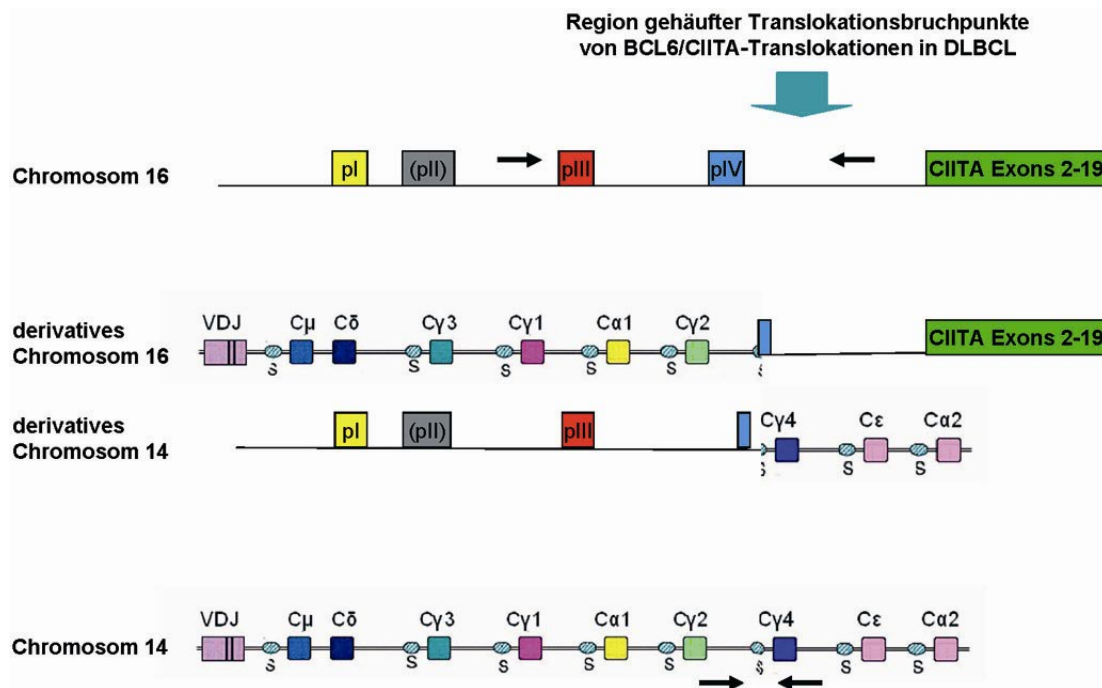 Region gehäufter Translokationsbruchpunkte
von BCL6/CIITA-Translokationen in DLBCL
Chromosom 16
pI (pII) pIII pIV CIITA Exons 2-19
derivatives
Chromosom 16
VDJ Cμ Cδ Cγ3 Cγ1 Cα1 Cγ2
CIITA Exons 2-19
S S S S S S
derivatives
Chromosom 14
pI (pII) pIII
Cγ4 Cε Cα2
S S S
Chromosom 14
VDJ Cμ Cδ Cγ3 Cγ1 Cα1 Cγ2 Cγ4 Cε Cα2
S S S S S S S S